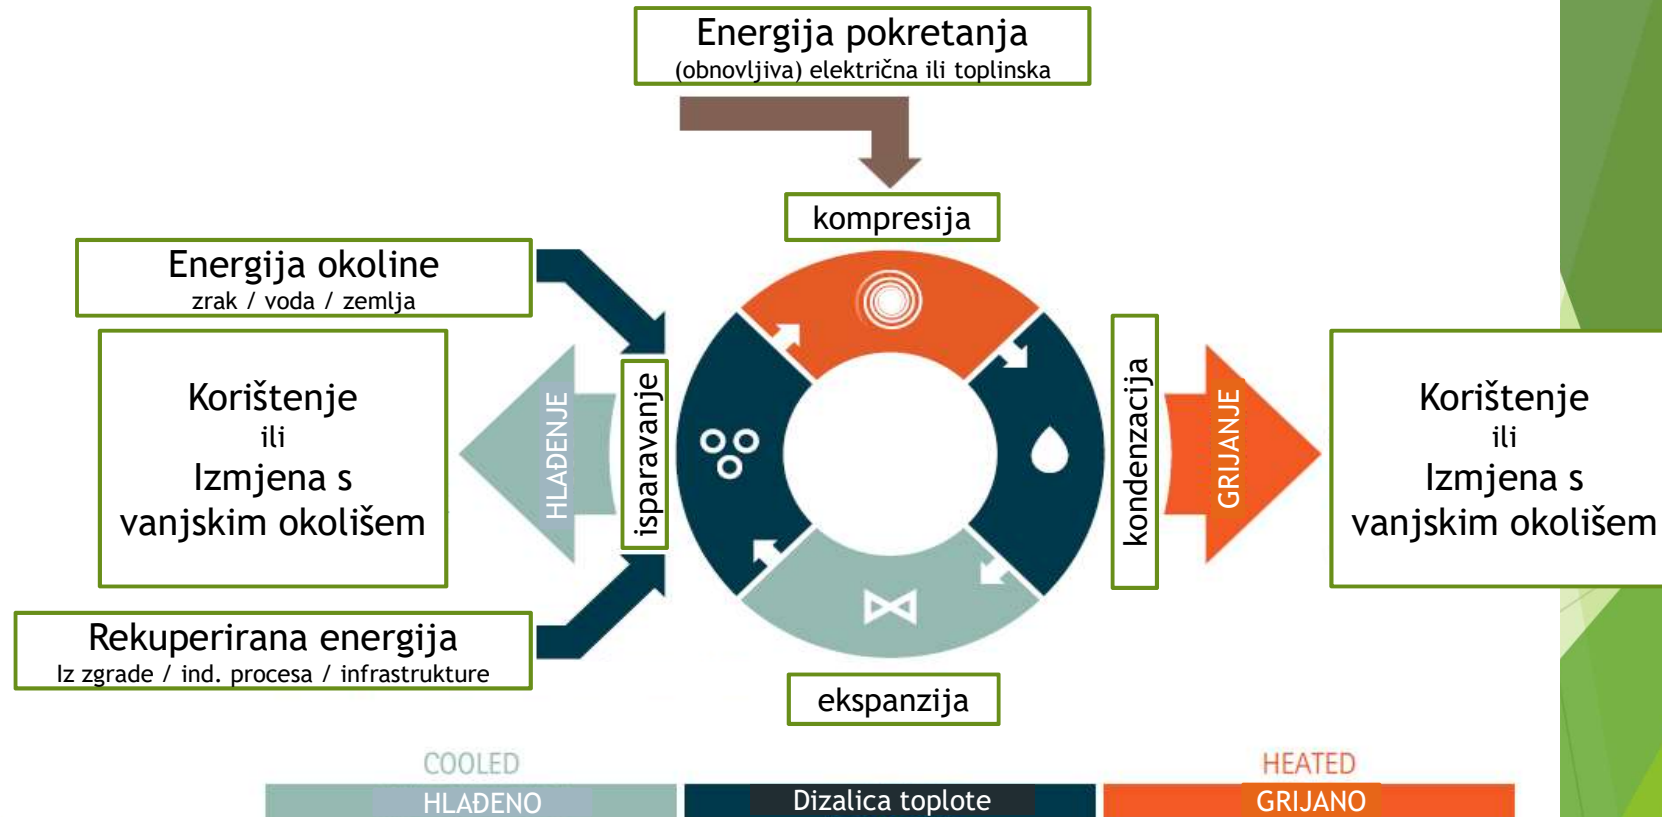 Energija pokretanja
(obnovljiva) električna ili toplinska
kompresija
Energija okoline
zrak / voda / zemlja
Korištenje
ili
Izmjena s
vanjskim okolišem
HLAĐENJE
isparavanje
kondenzacija
GRIJANJE
Korištenje
ili
Izmjena s
vanjskim okolišem
Rekuperirana energija
Iz zgrade / ind. procesa / infrastrukture
ekspanzija
COOLED
HEATED
HLAĐENO
Dizalica toplote
GRIJANO